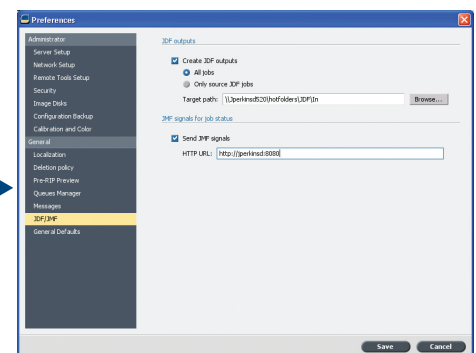 Preferences
Administrator
Server Setup
Network Setup
Remote Tools Setup
Security
Image Disks
Configuration Backup
Calibration and Color
General
Localization
Deletion policy
Pre-RIP Preview
Queues Manager
Messages
JDF/JMF
General Defaults
JDF outputs
Create JDF outputs
All jobs
Only source JDF jobs
Target path: \\Jperkinsd520\hotfolders\JDF\In
Browse...
JMF signals for job status
Send JMF signals
HTTP URL: http://jperkinsd:8080
Save Cancel